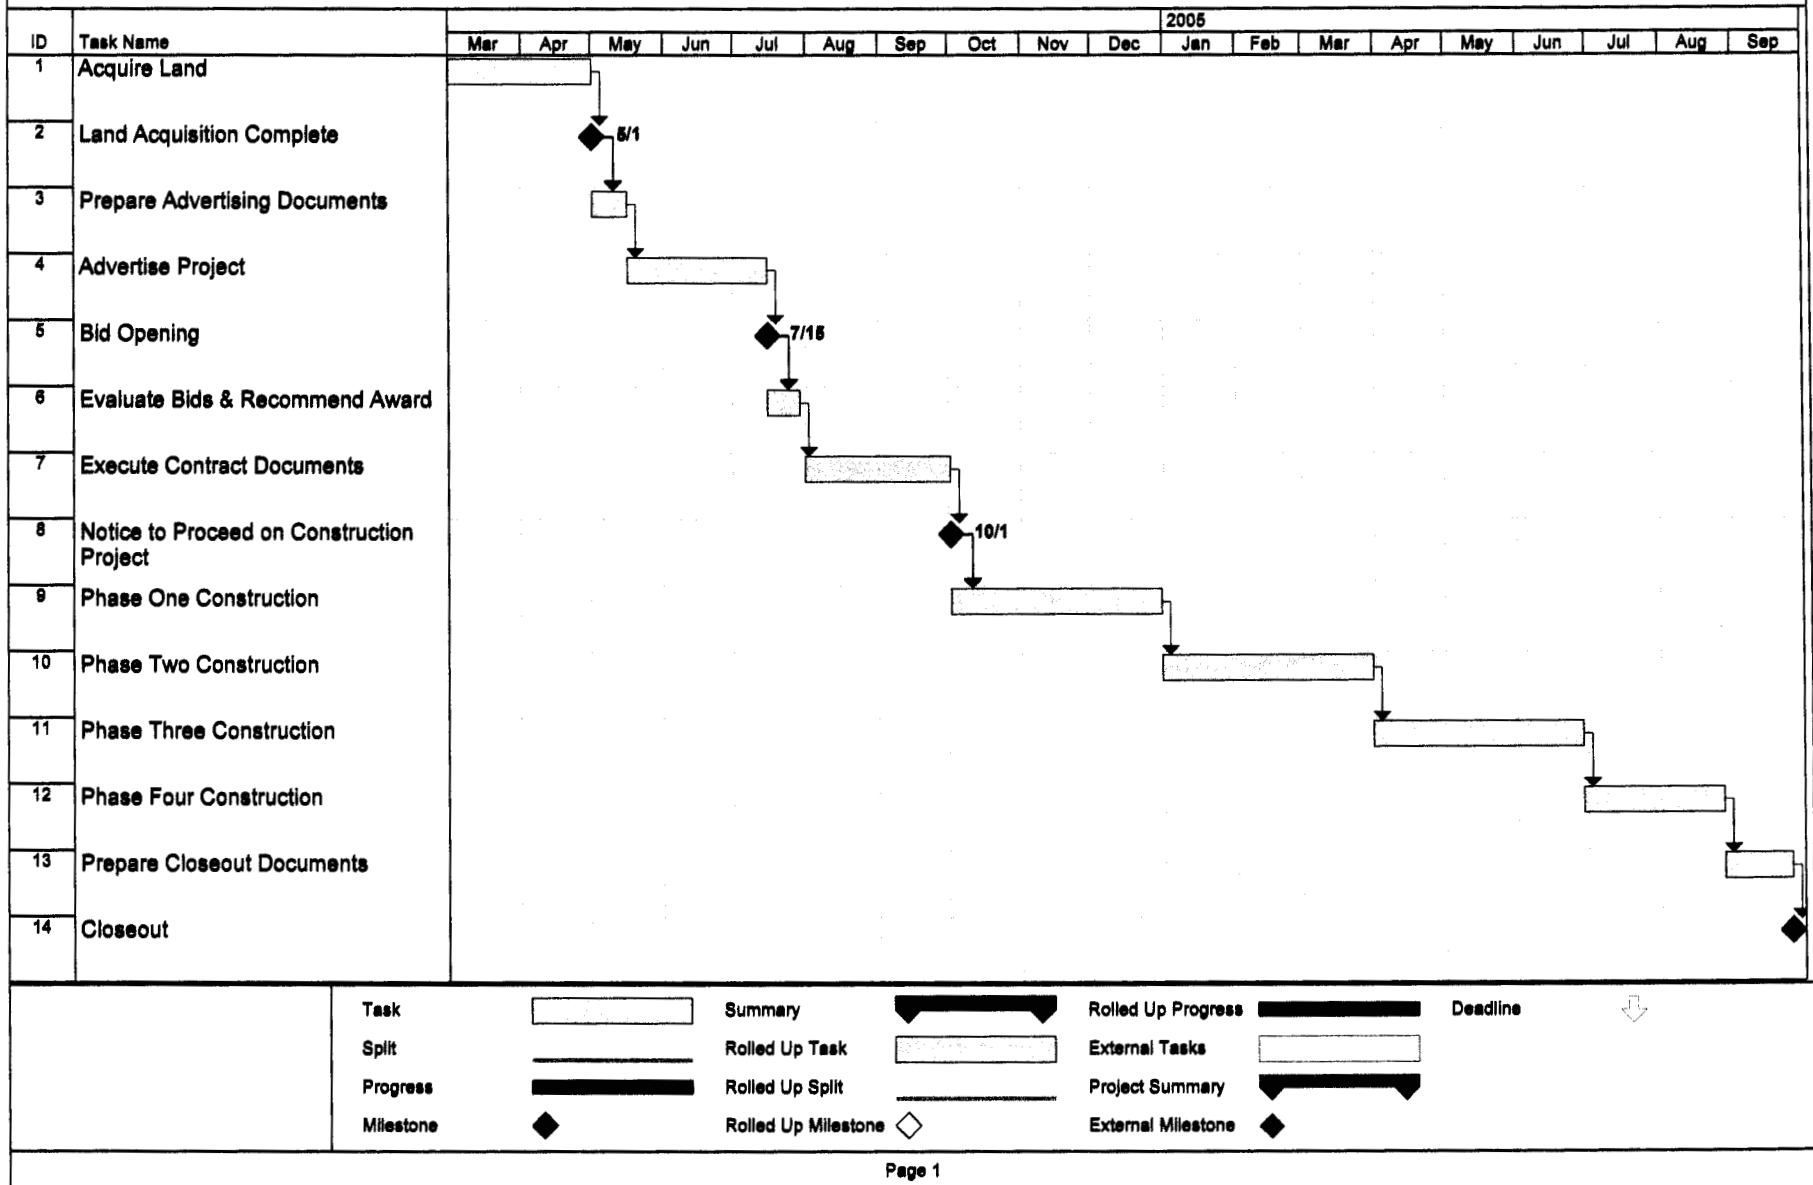 2005
ID Task Name Mar Apr May Jun Jul Aug Sep Oct Nov Dec Jan Feb Mar Apr May Jun Jul Aug Sep
1 Acquire Land
2 Land Acquisition Complete 5/1
3 Prepare Advertising Documents
4 Advertise Project
5 Bid Opening 7/15
6 Evaluate Bids & Recommend Award
7 Execute Contract Documents
8 Notice to Proceed on Construction 10/1
Project
9 Phase One Construction
10 Phase Two Construction
11 Phase Three Construction
12 Phase Four Construction
13 Prepare Closeout Documents
14 Closeout
Task Summary Rolled Up Progress Deadline
Split Rolled Up Task External Tasks
Progress Rolled Up Split Project Summary
Milestone Rolled Up Milestone External Milestone
Page 1